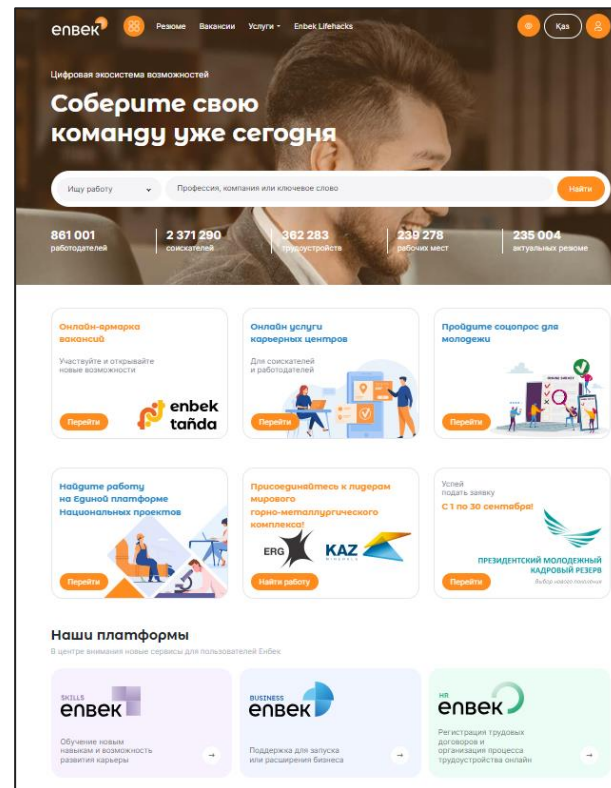 enbek
Резюме Вакансии Услуги Enbek Lifehacks
Қаз
Цифровая экосистема возможностей
Соберите свою
команду уже сегодня
Ищу работу
Профессия, компания или ключевое слово
Найти
861 001
работодателей
2 371 290
соискателей
362 283
трудоустройств
239 278
рабочих мест
235 004
актуальных резюме
Онлайн-ярмарка
вакансий
Участвуйте и открывайте
новые возможности
enbek
tańda
Перейти
Онлайн услуги
карьерных центров
Для соискателей
и работодателей
Перейти
Пройдите соцопрос для
молодежи
Перейти
Найдите работу
на Единой платформе
Национальных проектов
Перейти
Присоединяйтесь к лидерам
мирового
горно-металлургического
комплекса!
ERG
KAZ
MINERALS
Найти работу
Успей
подать заявку
С 1 по 30 сентября!
ПРЕЗИДЕНТСКИЙ МОЛОДЕЖНЫЙ
КАДРОВЫЙ РЕЗЕРВ
Выбор нового поколения
Перейти
Наши платформы
В центре внимания новые сервисы для пользователей Енбек
SKILLS
enbek
Обучение новым
навыкам и возможность
развития карьеры
BUSINESS
enbek
Поддержка для запуска
или расширения бизнеса
HR
enbek
Регистрация трудовых
договоров и
организация процесса
трудоустройства онлайн